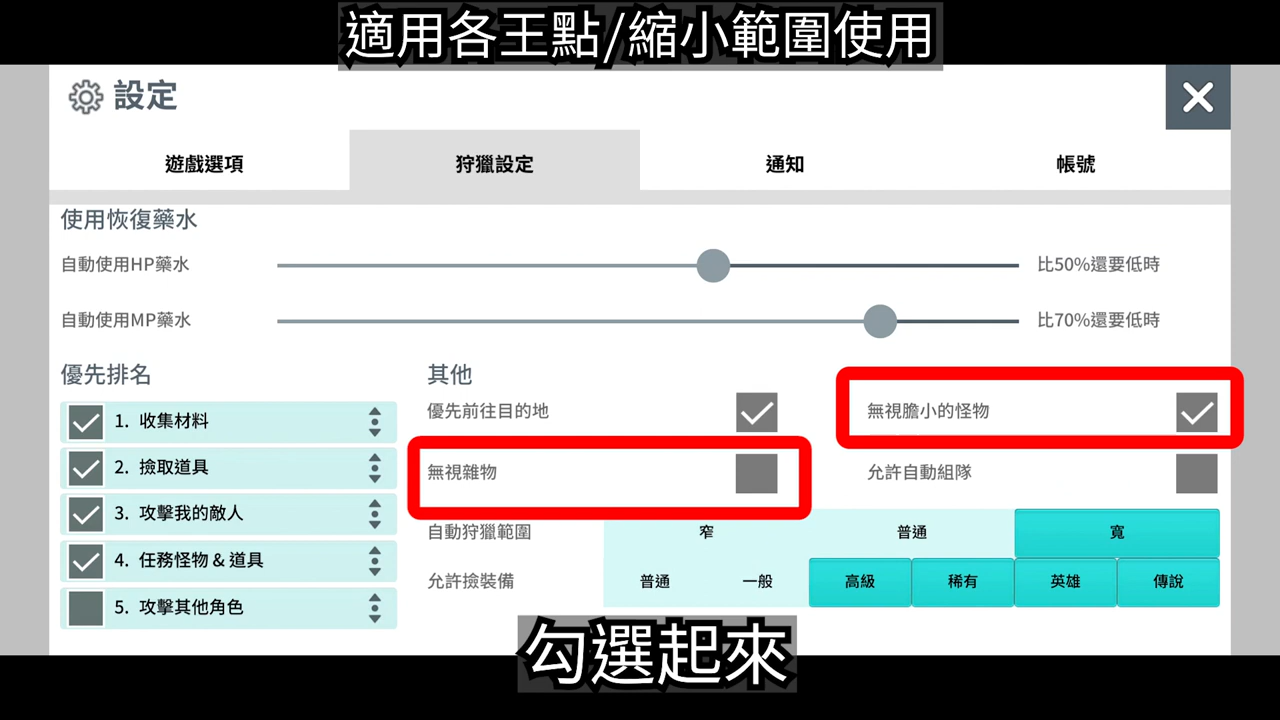 適用各王點/縮小範圍使用
設定
遊戲選項
狩獵設定
通知
帳號
使用恢復藥水
自動使用HP藥水
比50%還要低時
自動使用MP藥水
比70%還要低時
優先排名
1. 收集材料
2. 撿取道具
3. 攻擊我的敵人
4. 任務怪物 & 道具
5. 攻擊其他角色
其他
優先前往目的地
無視膽小的怪物
無視雜物
允許自動組隊
自動狩獵範圍
窄
普通
寬
允許撿裝備
普通
一般
高級
稀有
英雄
傳說
勾選起來